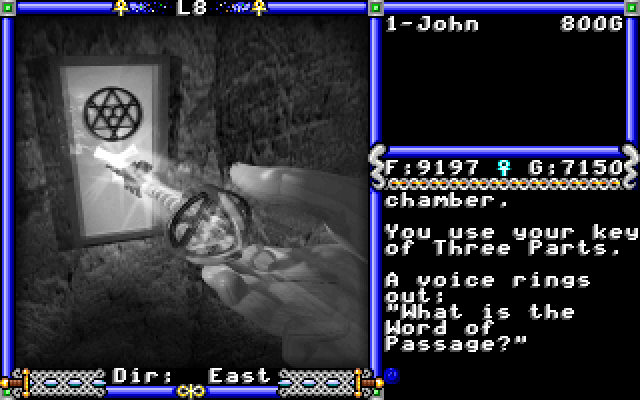 L8
1-John 800G
F:9197 ♀ G:7150
chamber.
You use your key
of Three Parts.
A voice rings
out:
"What is the
Word of
Passage?"
Dir: East